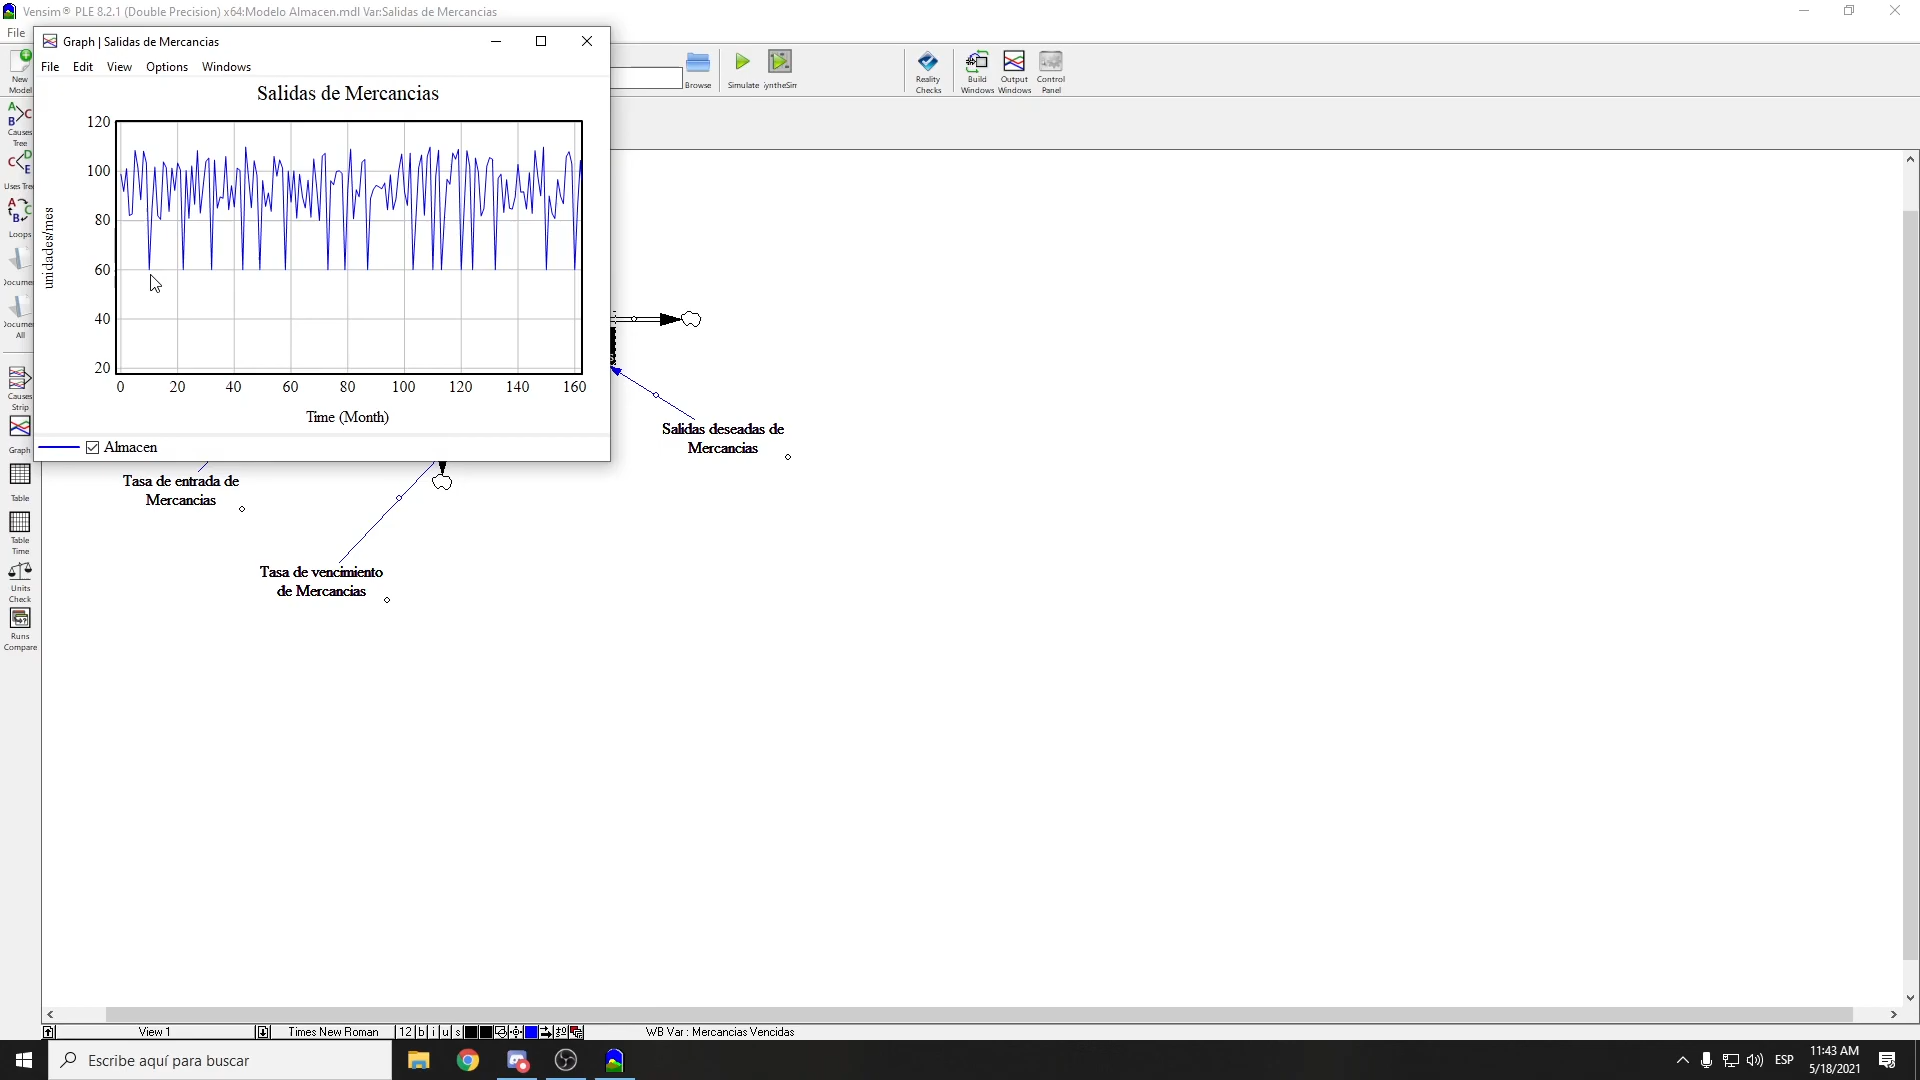 Vensim® PLE 8.2.1 (Double Precision) x64:Modelo Almacen.mdl Var:Salidas de Mercancias
File
Graph | Salidas de Mercancias
File Edit View Options Windows
New
Model
Browse
Simulate
SyntheSim
Reality
Checks
Build
Windows
Output
Windows
Control
Panel
Causes
Tree
Uses Tree
Loops
Document
All
Causes
Strip
Graph
Table
Table
Time
Units
Check
Runs
Compare
Salidas de Mercancias
120
100
80
60
40
20
unidades/mes
0 20 40 60 80 100 120 140 160
Time (Month)
Almacen
Salidas deseadas de
Mercancias
Tasa de entrada de
Mercancias
Tasa de vencimiento
de Mercancias
View 1
Times New Roman
12 b i u s
WB Var : Mercancias Vencidas
Escribe aquí para buscar
ESP
11:43 AM
5/18/2021